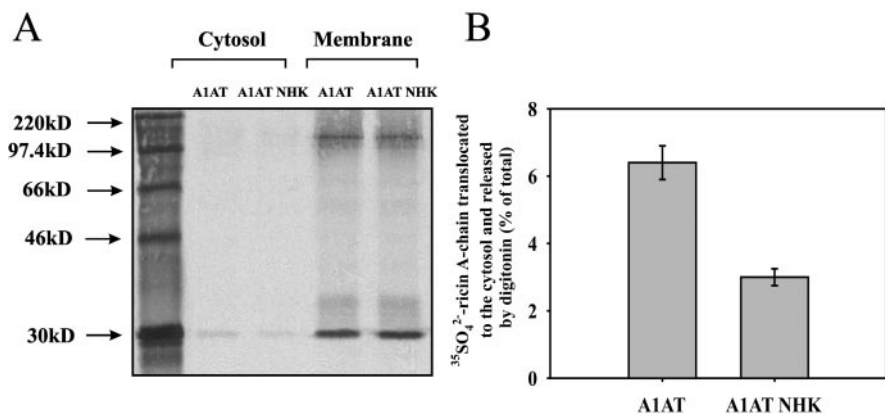 A
Cytosol Membrane
A1AT A1AT NHK A1AT A1AT NHK
220kD
97.4kD
66kD
46kD
30kD
B
³⁵SO₄²⁻-ricin A-chain translocated
to the cytosol and released
by digitonin (% of total)
8
6
4
2
0
A1AT A1AT NHK